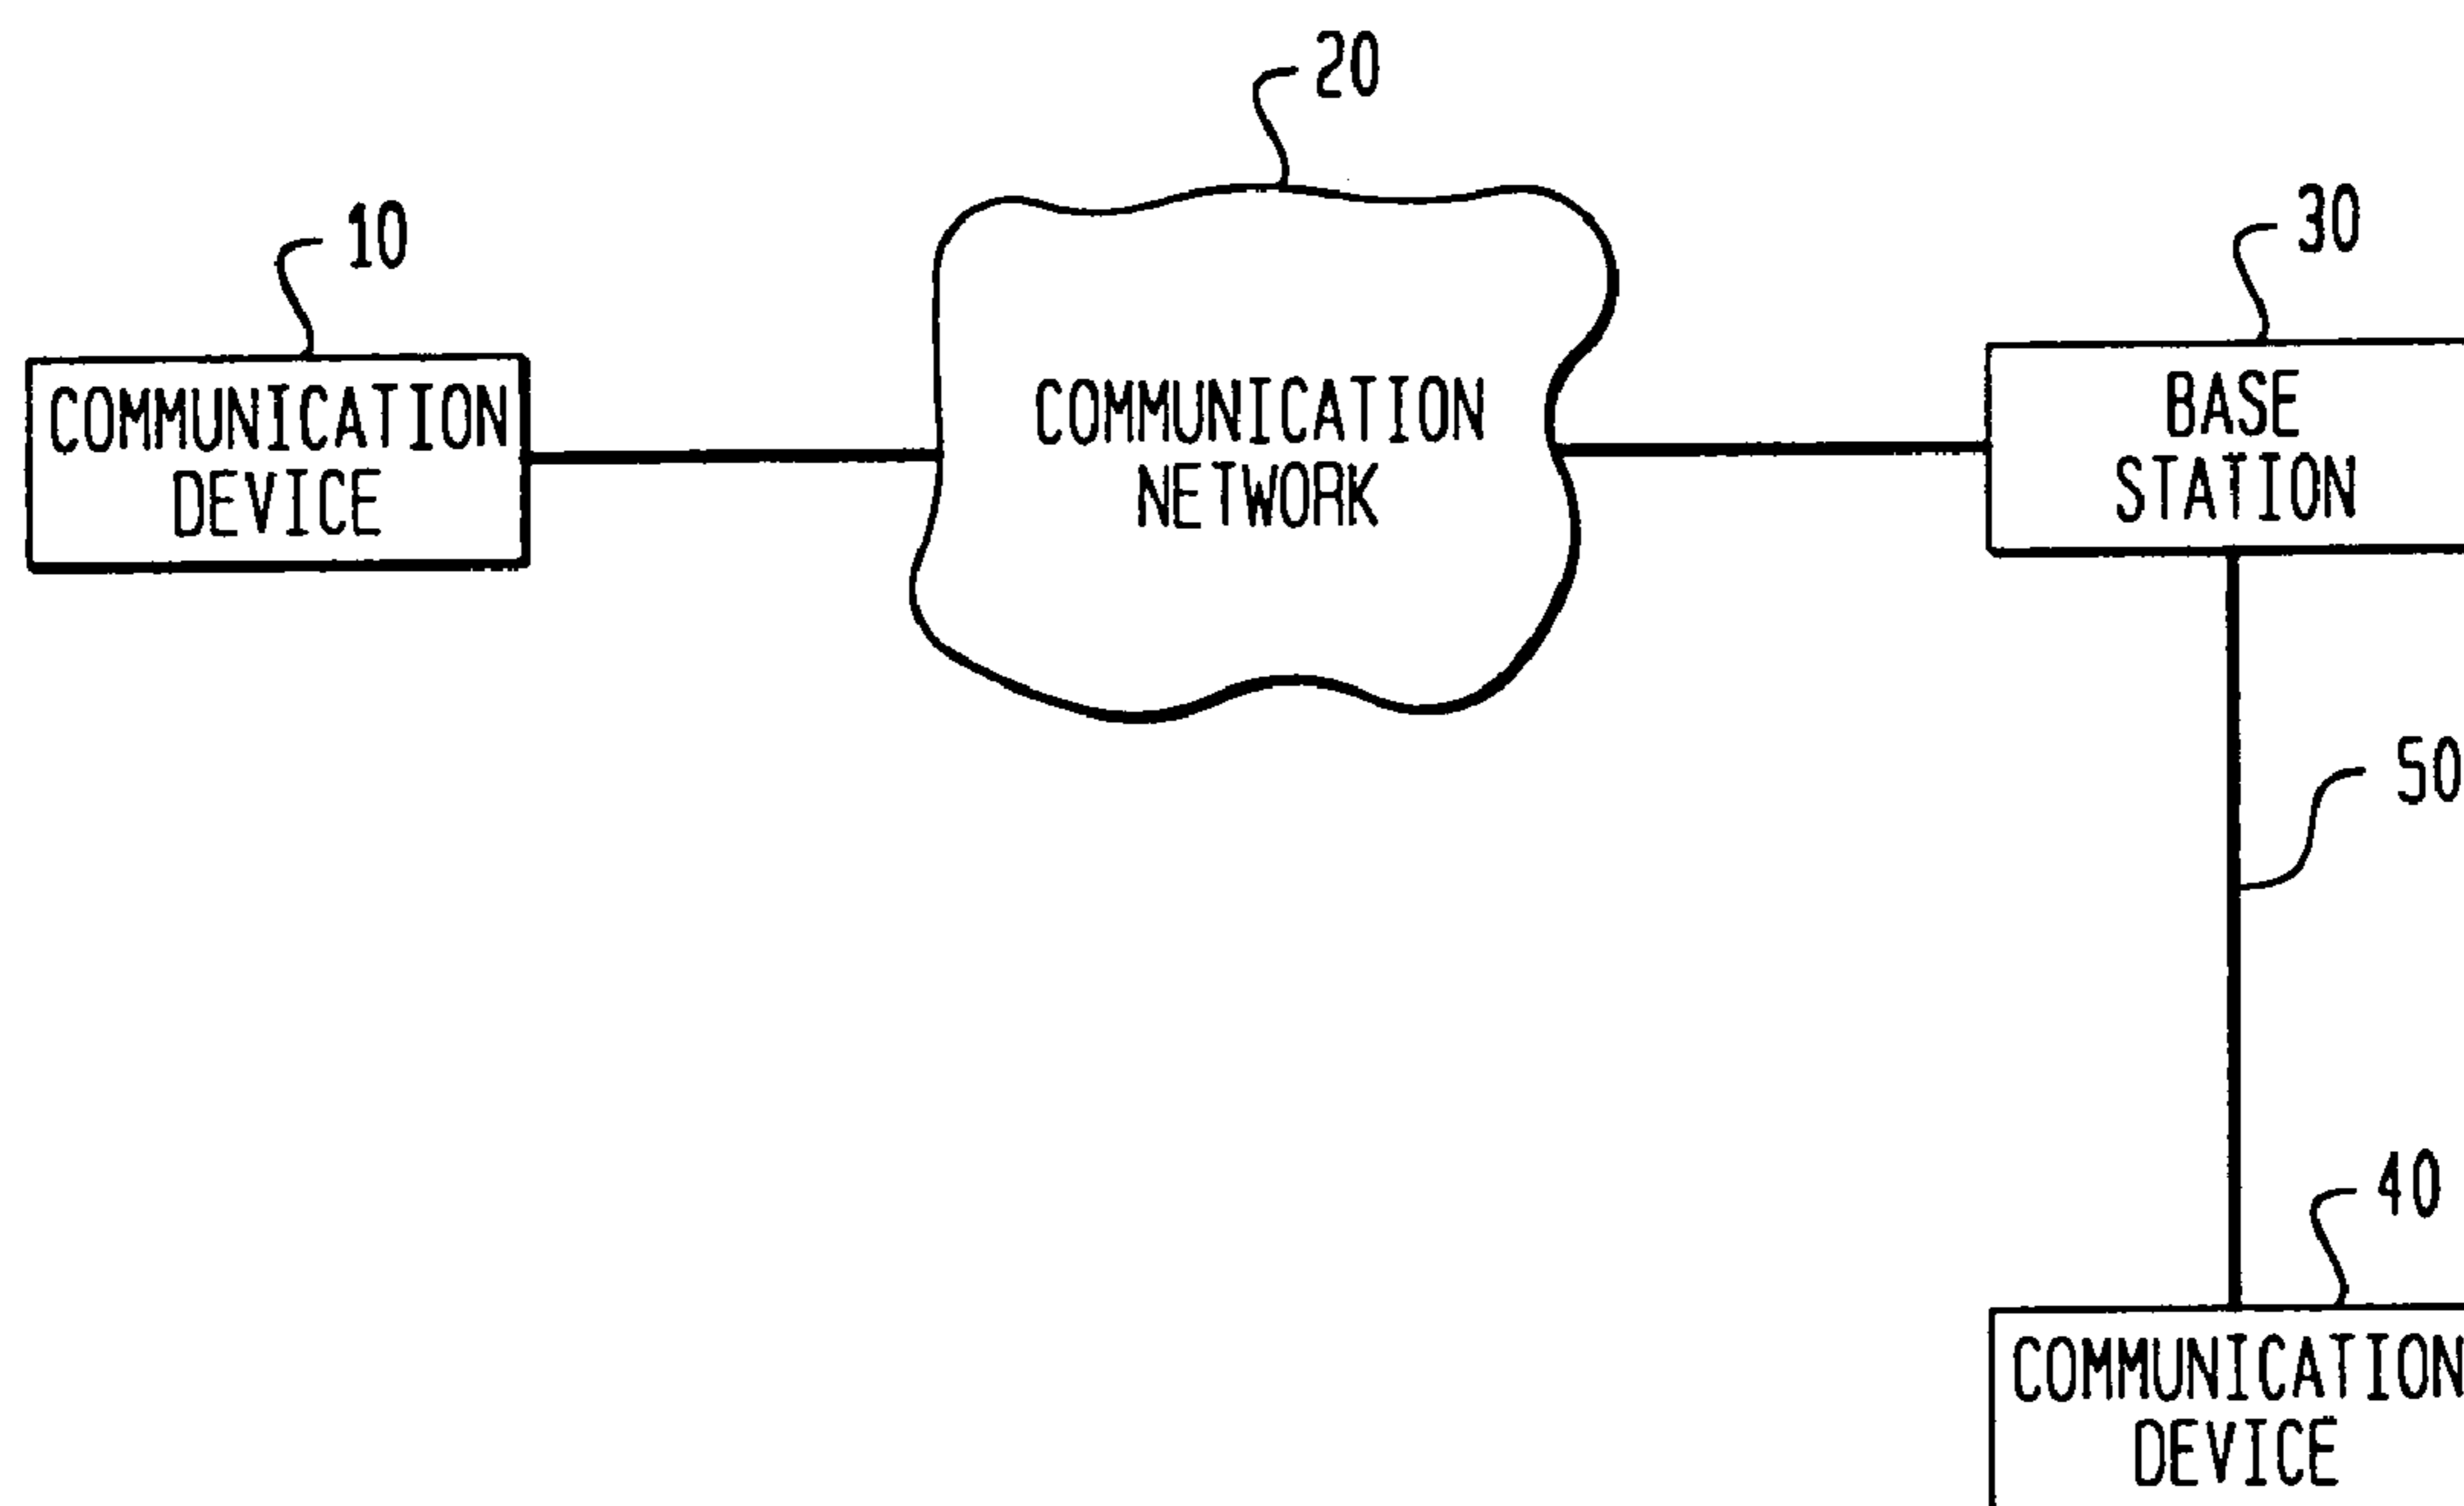 20
10
30
COMMUNICATION
DEVICE
COMMUNICATION
NETWORK
BASE
STATION
50
40
COMMUNICATION
DEVICE